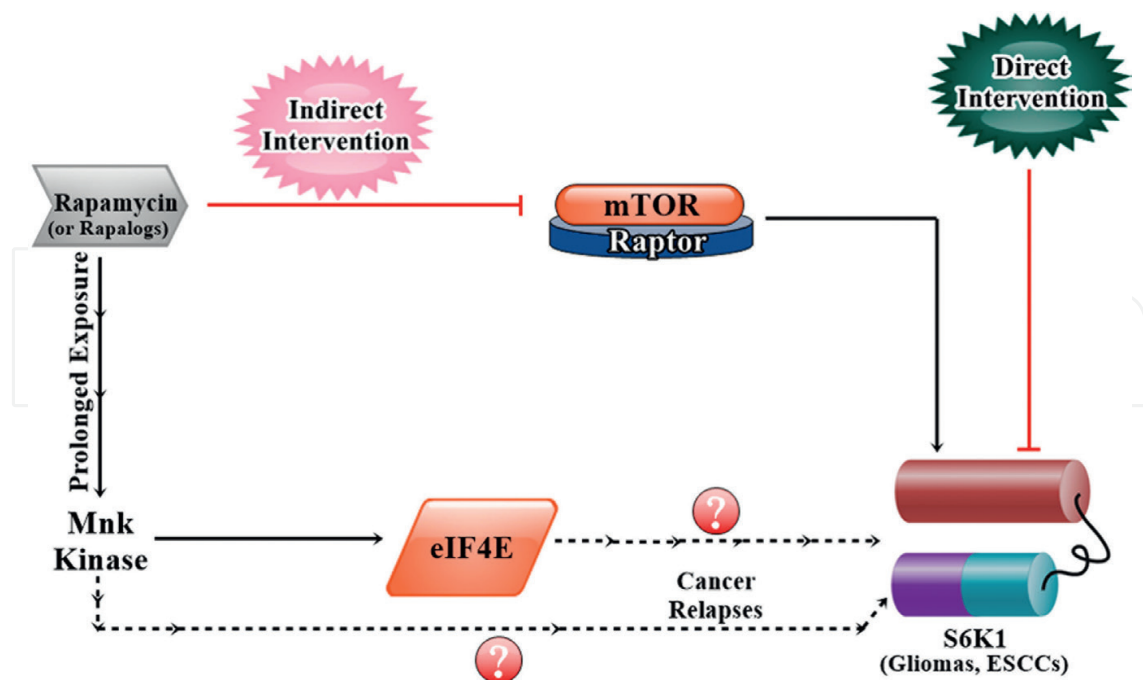 Indirect
Intervention
Direct
Intervention
Rapamycin
(or Rapalogs)
mTOR
Raptor
Prolonged Exposure
Mnk
Kinase
eIF4E
?
Cancer
Relapses
?
S6K1
(Gliomas, ESCCs)